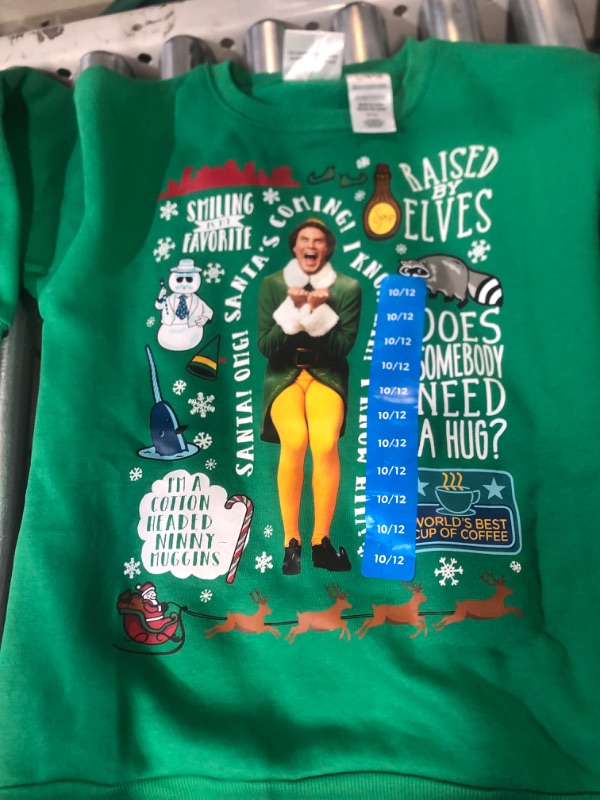 RAISED
BY
ELVES
SMILING
IS MY
FAVORITE
SANTA! OMG! SANTA'S COMING! I KNOW HIM! I KNOW HIM!
10/12
10/12
10/12
10/12
10/12
10/12
10/12
10/12
10/12
10/12
10/12
DOES
SOMEBODY
NEED
A HUG?
I'M A
COTTON
HEADED
NINNY-
MUGGINS
WORLD'S BEST
CUP OF COFFEE